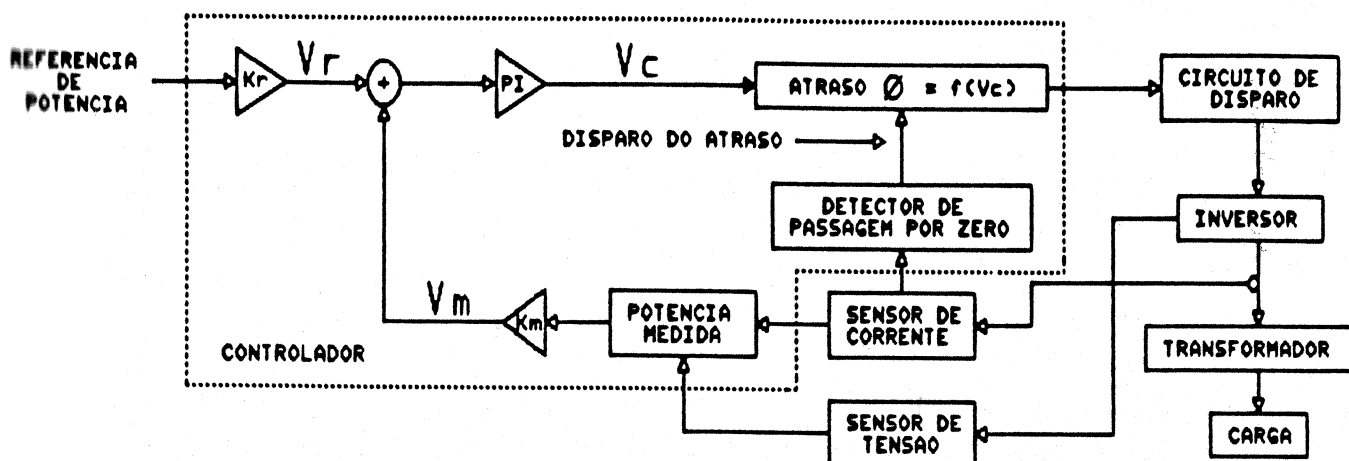 REFERENCIA
DE
POTENCIA
Kr
Vr
+
PI
Vc
ATRASO Ø = f(Vc)
CIRCUITO DE
DISPARO
DISPARO DO ATRASO
DETECTOR DE
PASSAGEM POR ZERO
INVERSOR
Vm
Km
POTENCIA
MEDIDA
SENSOR DE
CORRENTE
TRANSFORMADOR
CONTROLADOR
SENSOR DE
TENSAO
CARGA